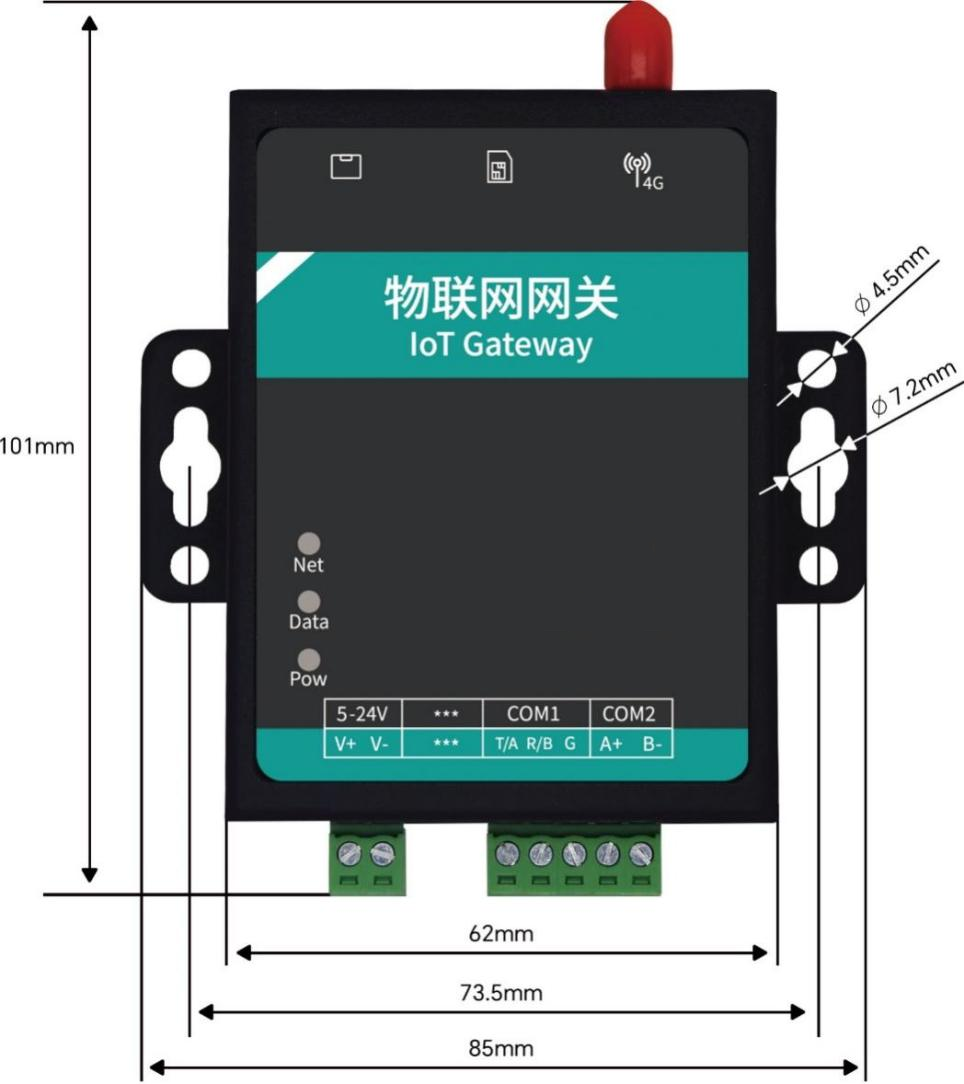 4G
物联网网关
IoT Gateway
⌀ 4.5mm
⌀ 7.2mm
101mm
Net
Data
Pow
5-24V *** COM1 COM2
V+ V- *** T/A R/B G A+ B-
62mm
73.5mm
85mm